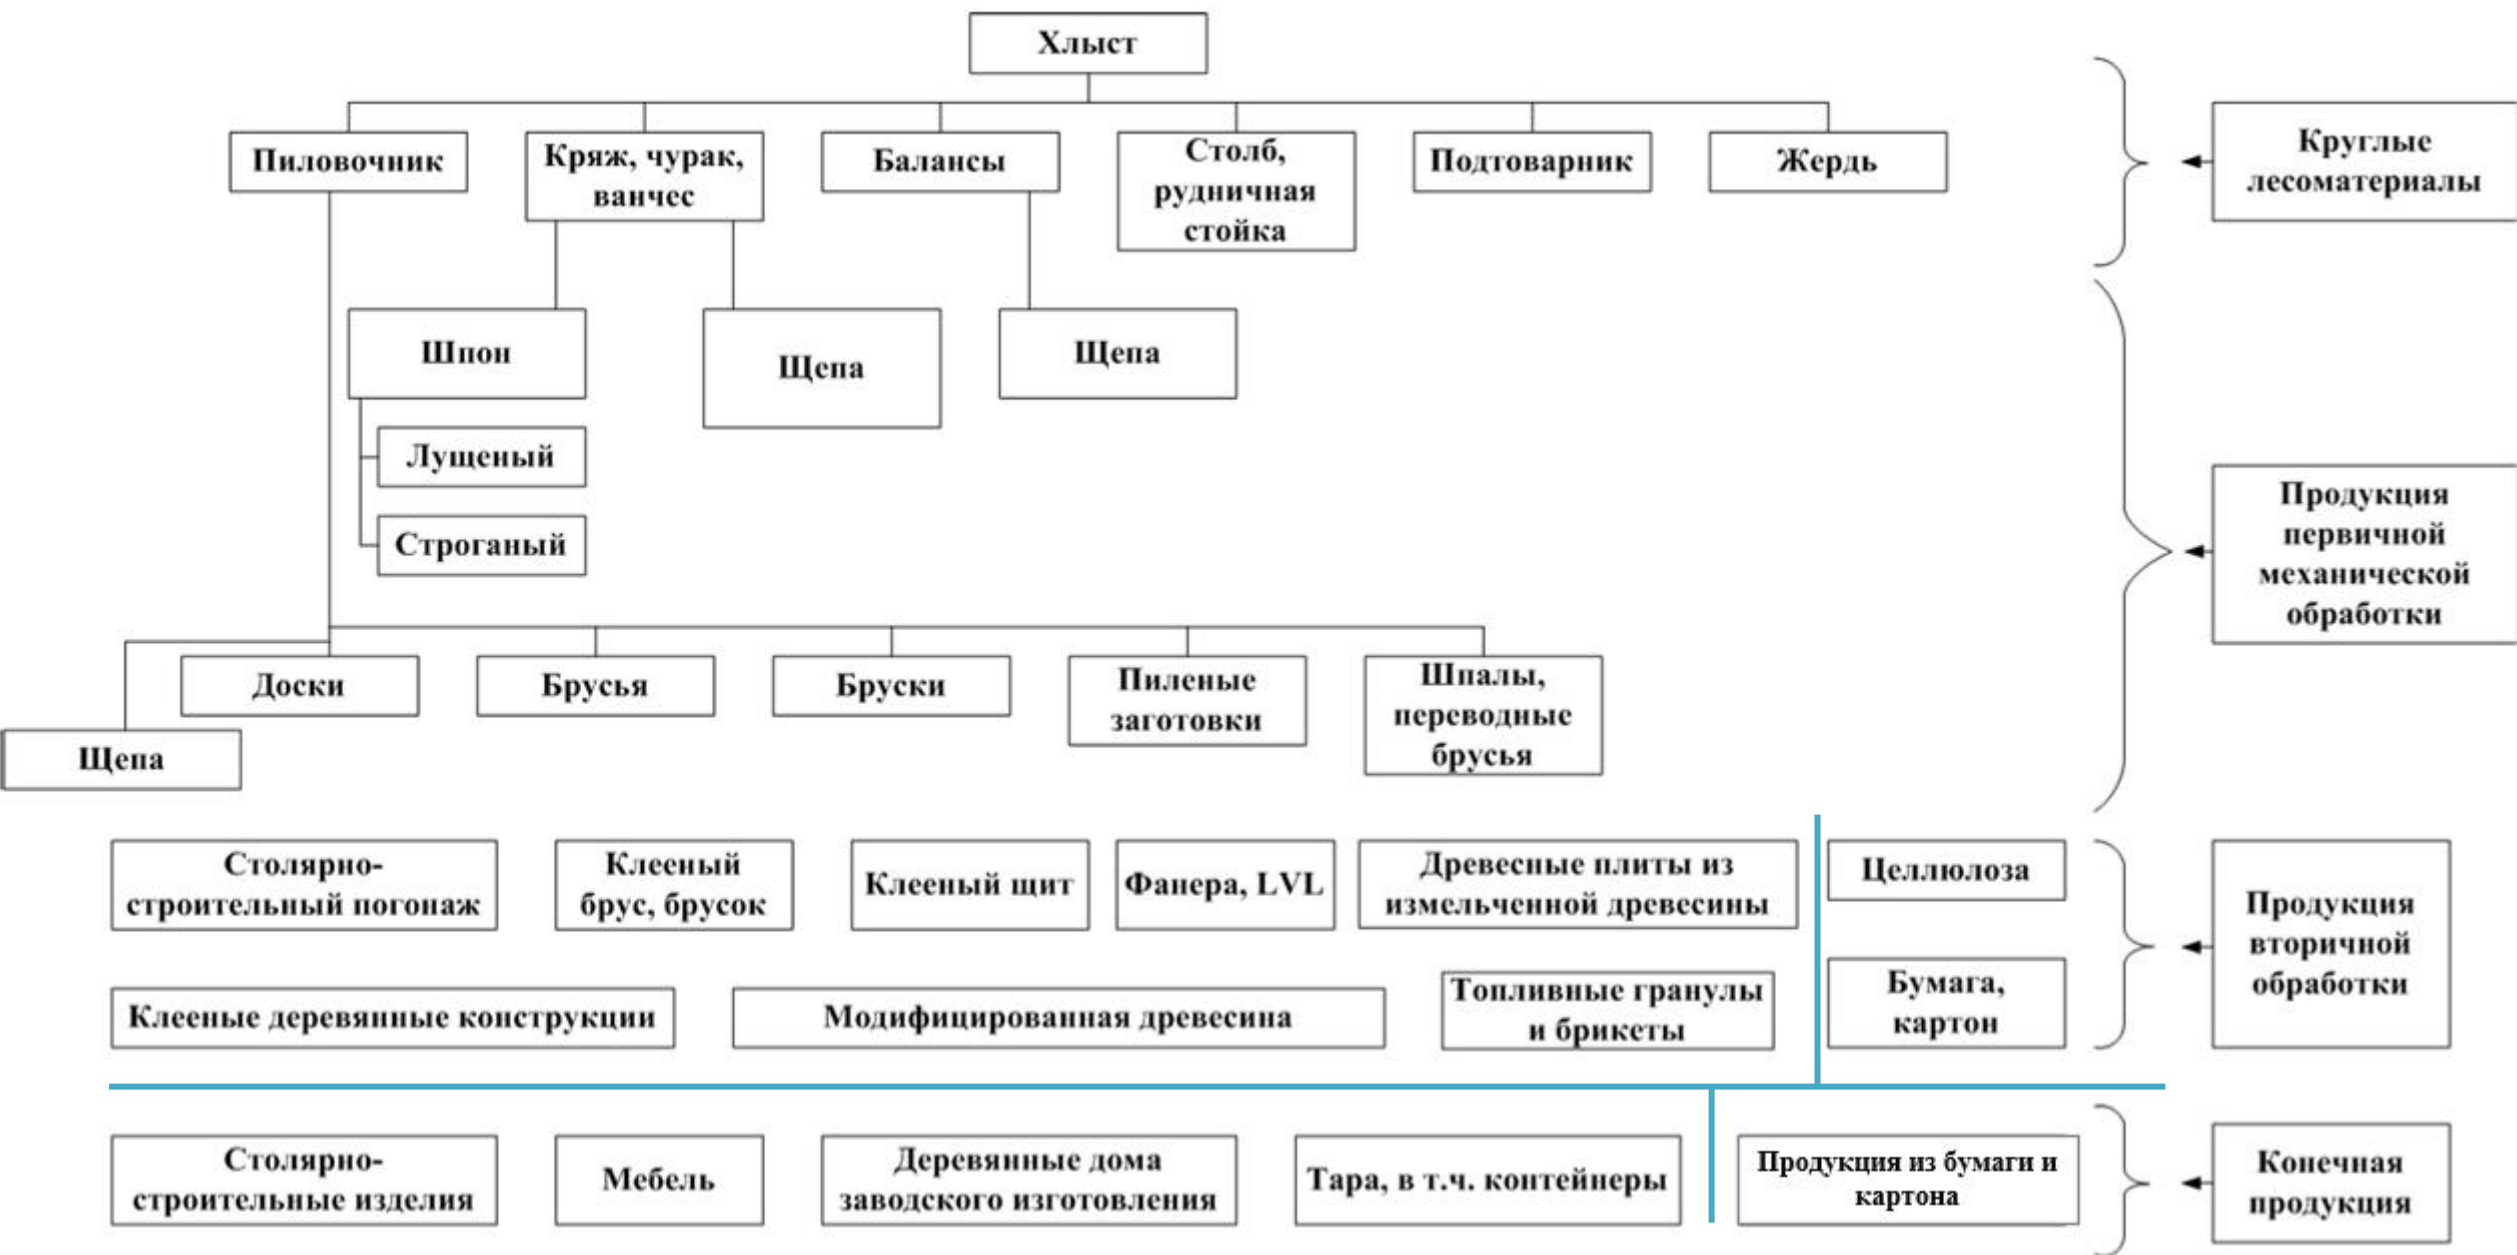 Хлыст
Пиловочник
Кряж, чурак,
ванчес
Балансы
Столб,
рудничная
стойка
Подтоварник
Жердь
Круглые
лесоматериалы
Шпон
Щепа
Щепа
Лущеный
Строганый
Продукция
первичной
механической
обработки
Доски
Брусья
Бруски
Пиленые
заготовки
Шпалы,
переводные
брусья
Щепа
Столярно-
строительный погонаж
Клееный
брус, брусок
Клееный щит
Фанера, LVL
Древесные плиты из
измельченной древесины
Целлюлоза
Продукция
вторичной
обработки
Клееные деревянные конструкции
Модифицированная древесина
Топливные гранулы
и брикеты
Бумага,
картон
Столярно-
строительные изделия
Мебель
Деревянные дома
заводского изготовления
Тара, в т.ч. контейнеры
Продукция из бумаги и
картона
Конечная
продукция